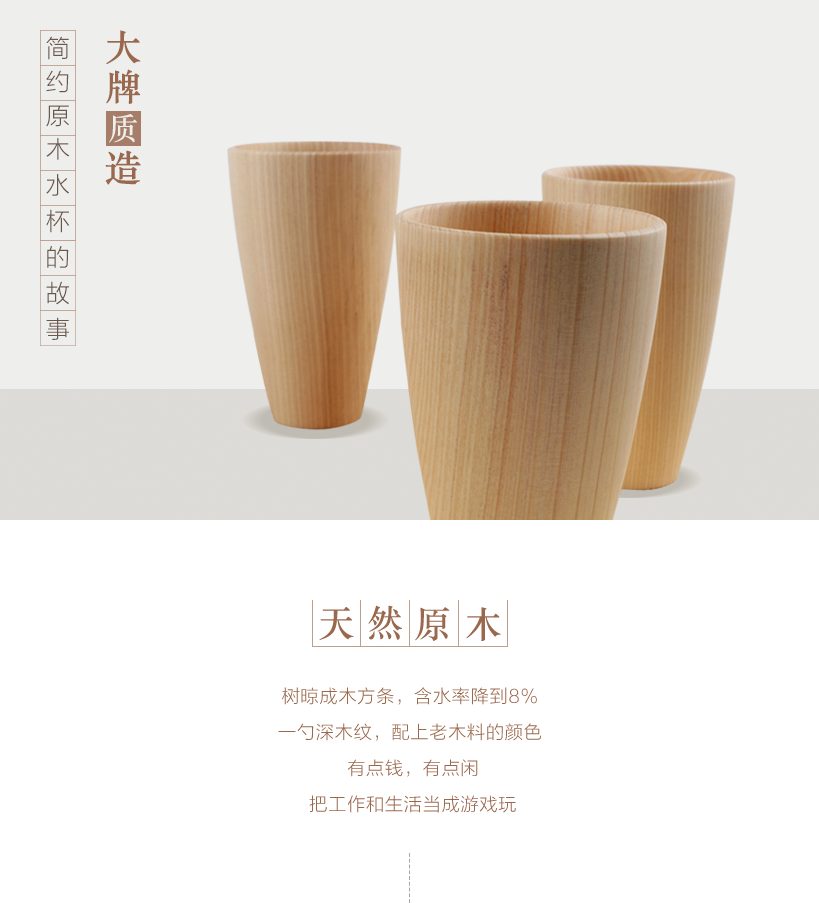 简约原木水杯的故事
大牌质造
天然原木
树晾成木方条，含水率降到8%
一勺深木纹，配上老木料的颜色
有点钱，有点闲
把工作和生活当成游戏玩